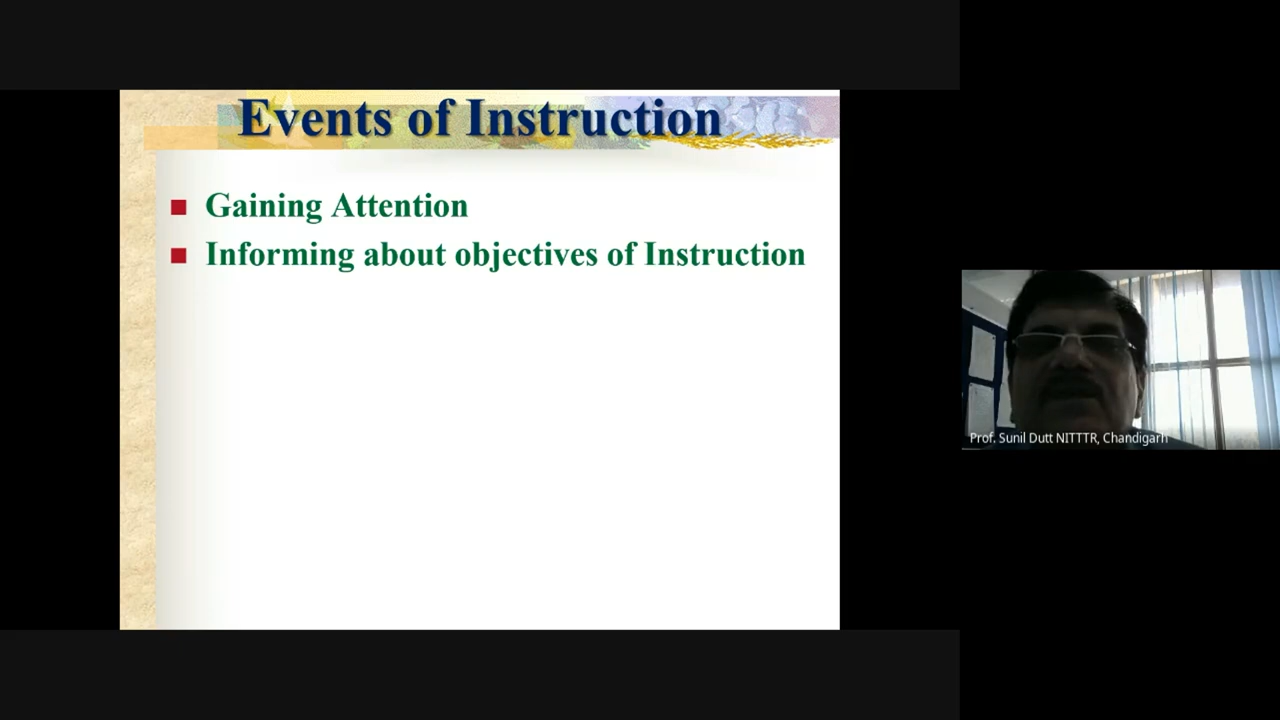 Events of Instruction
Gaining Attention
Informing about objectives of Instruction
Prof. Sunil Dutt NITTTR, Chandigarh